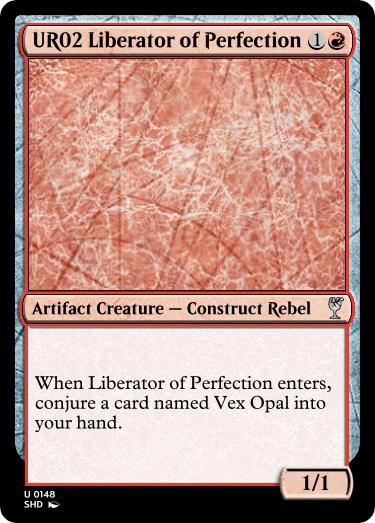 UR02 Liberator of Perfection 1
Artifact Creature — Construct Rebel
When Liberator of Perfection enters,
conjure a card named Vex Opal into
your hand.
1/1
U 0148
SHD